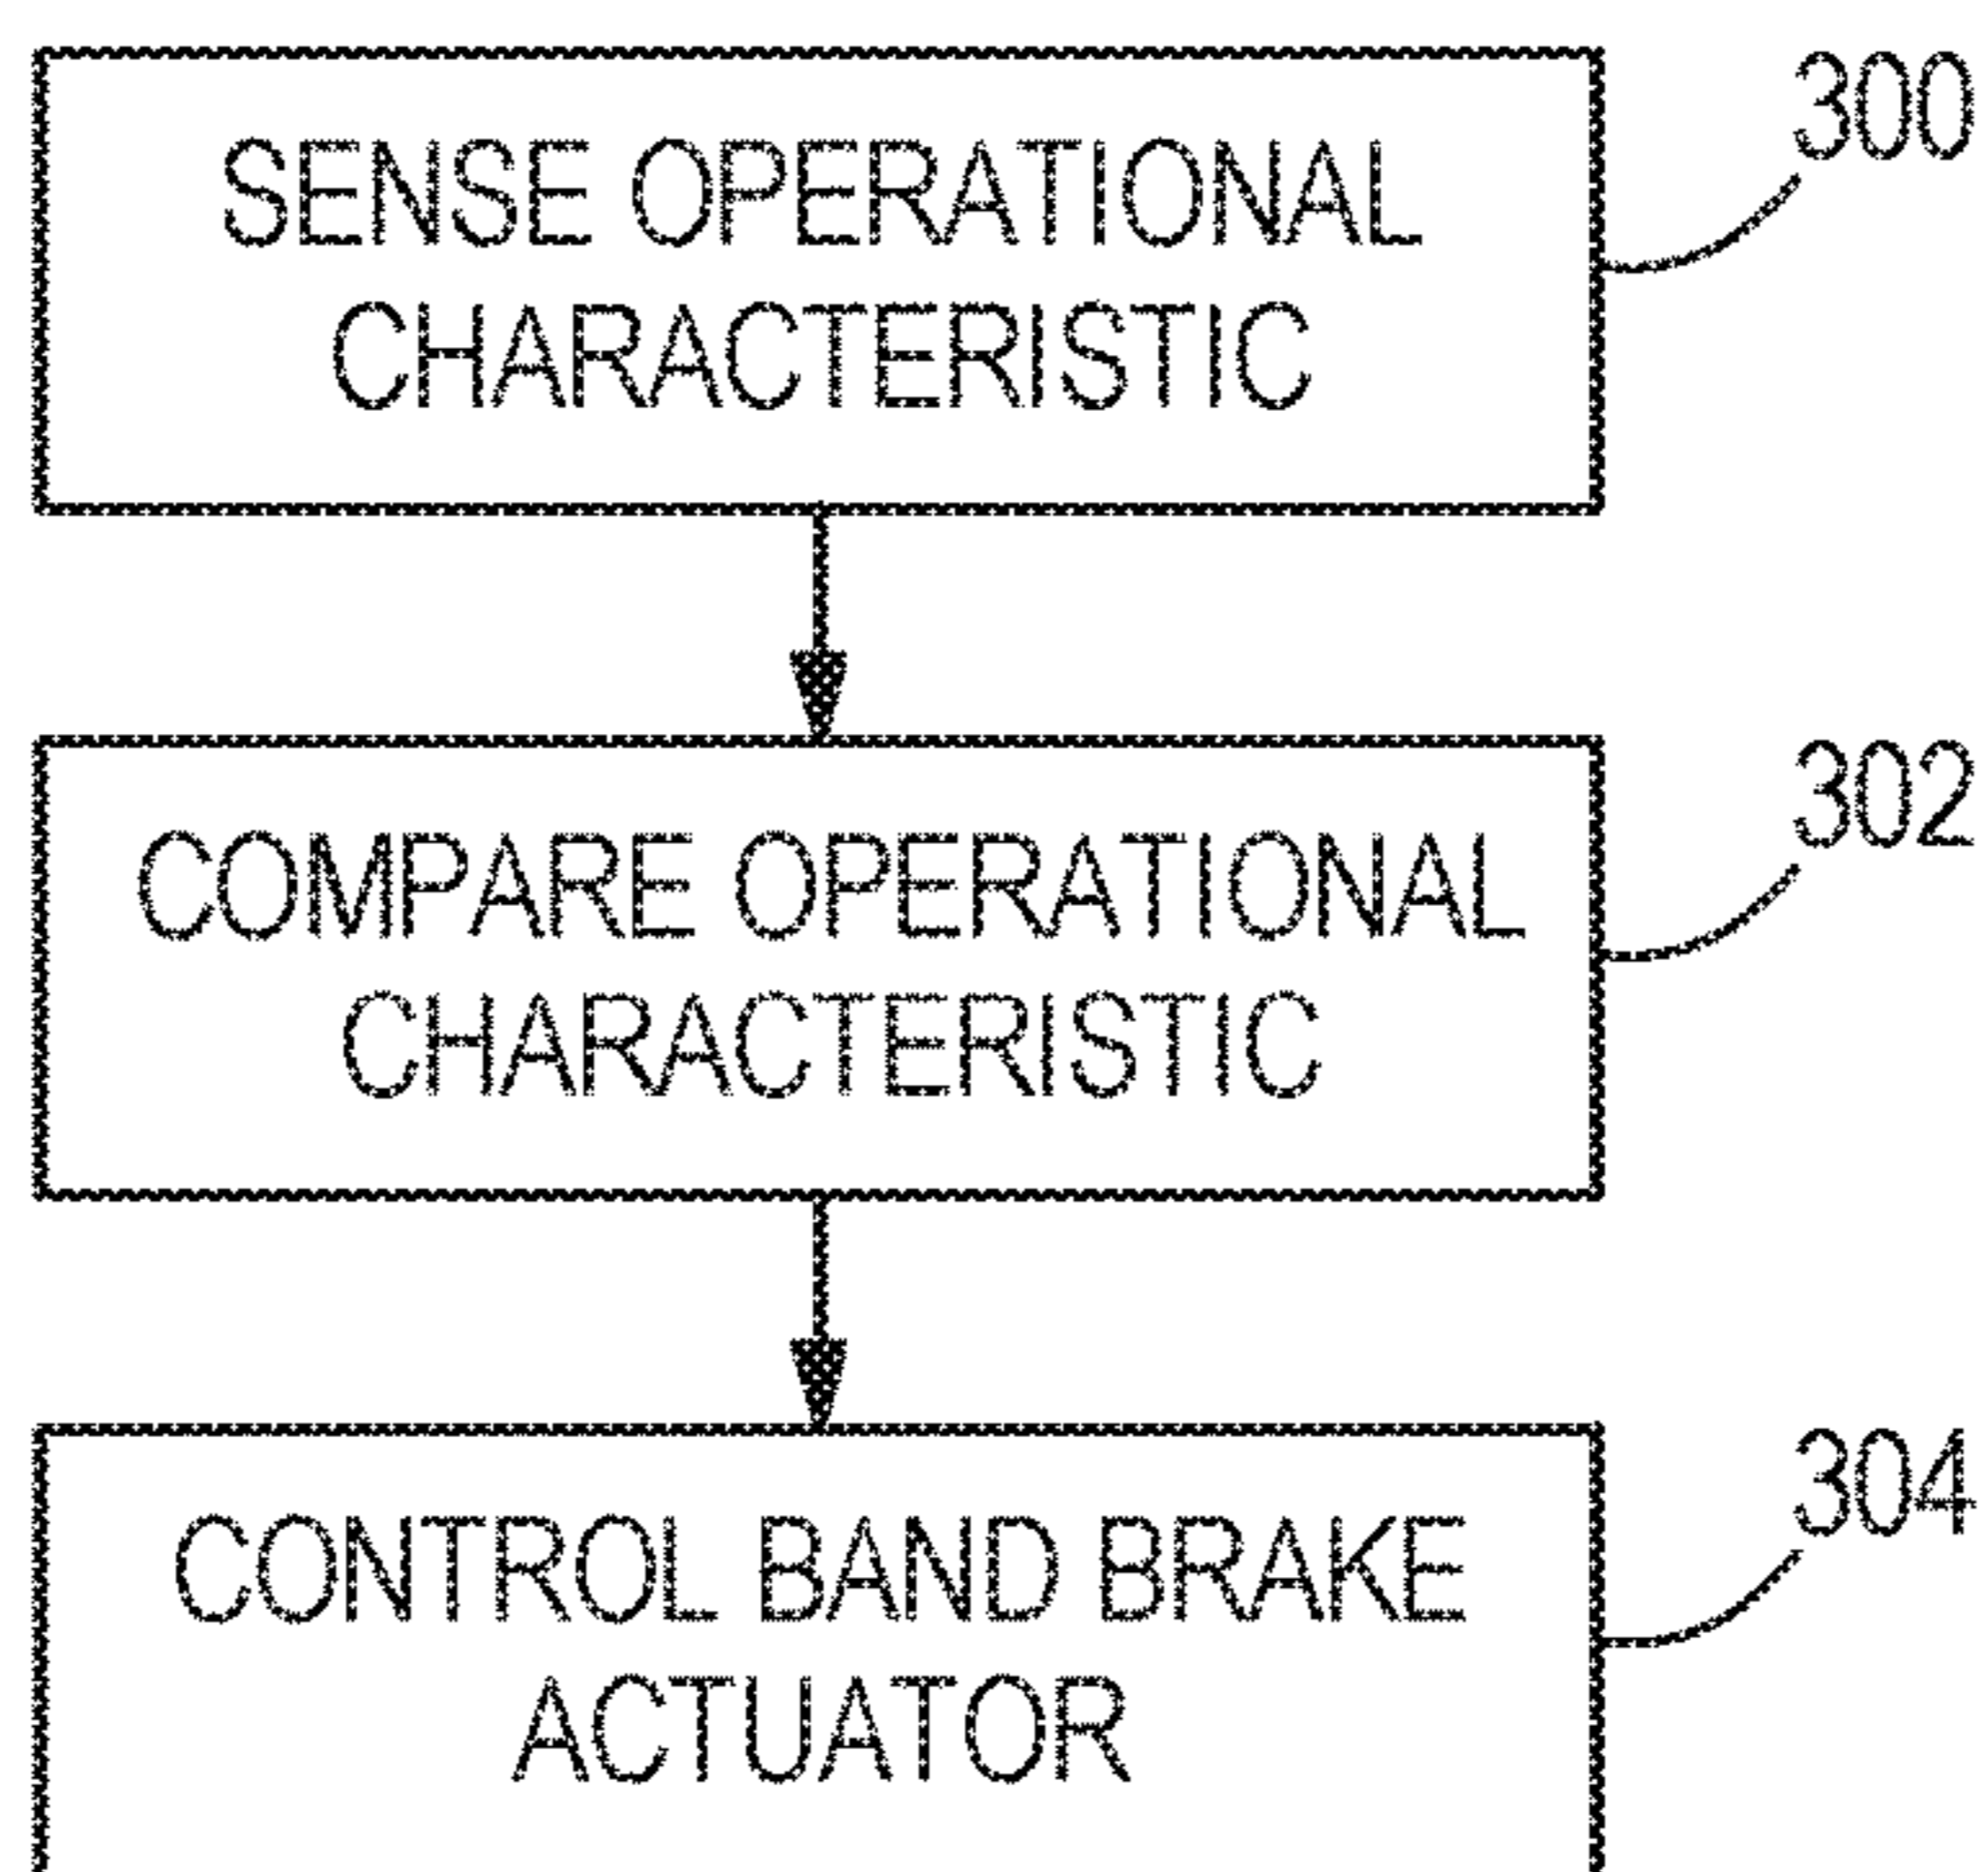 SENSE OPERATIONAL
CHARACTERISTIC
300
COMPARE OPERATIONAL
CHARACTERISTIC
302
CONTROL BAND BRAKE
ACTUATOR
304